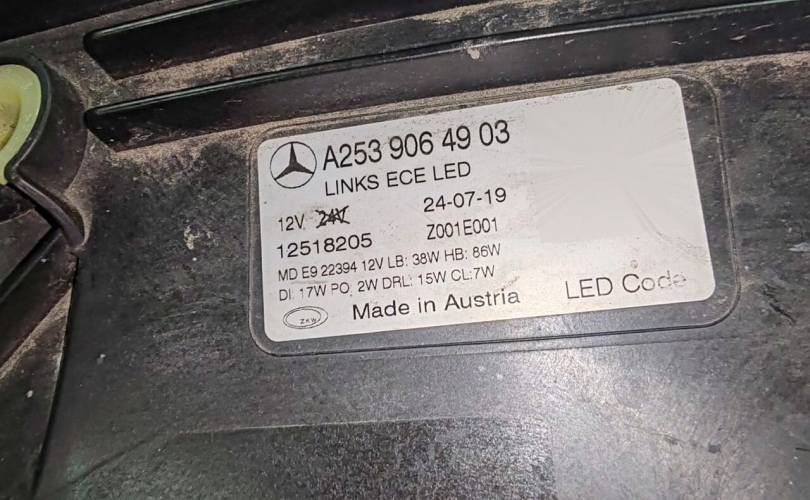 A253 906 49 03
LINKS ECE LED
12V 24V 24-07-19
12518205 Z001E001
MD E9 22394 12V LB: 38W HB: 86W
DI: 17W PO. 2W DRL: 15W CL:7W
ZKW Made in Austria LED Code